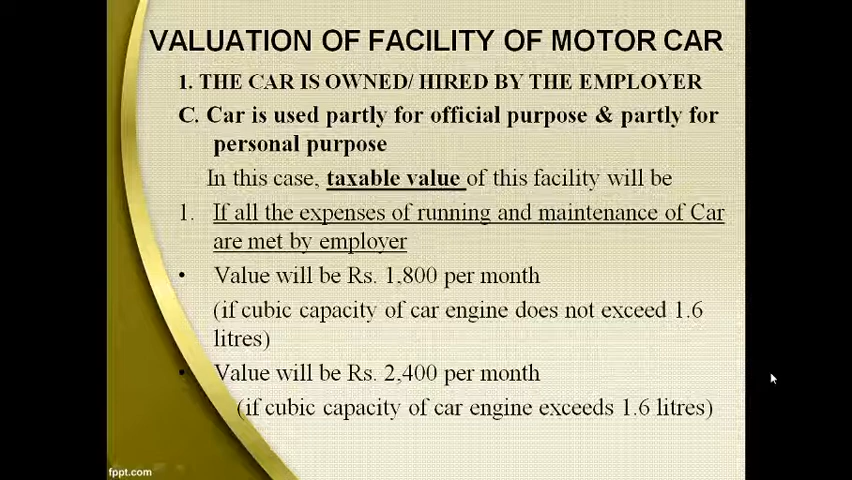 VALUATION OF FACILITY OF MOTOR CAR
1. THE CAR IS OWNED/ HIRED BY THE EMPLOYER
C. Car is used partly for official purpose & partly for
personal purpose
In this case, taxable value of this facility will be
1. If all the expenses of running and maintenance of Car
are met by employer
• Value will be Rs. 1,800 per month
(if cubic capacity of car engine does not exceed 1.6
litres)
• Value will be Rs. 2,400 per month
(if cubic capacity of car engine exceeds 1.6 litres)
fppt.com